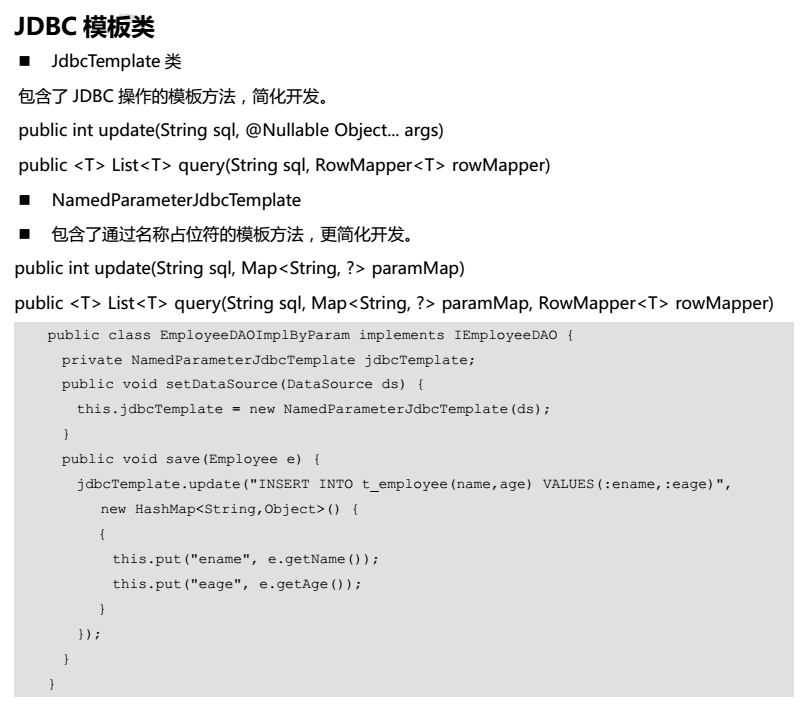 JDBC 模板类
■ JdbcTemplate 类
包含了 JDBC 操作的模板方法，简化开发。
public int update(String sql, @Nullable Object... args)
public <T> List<T> query(String sql, RowMapper<T> rowMapper)
■ NamedParameterJdbcTemplate
■ 包含了通过名称占位符的模板方法，更简化开发。
public int update(String sql, Map<String, ?> paramMap)
public <T> List<T> query(String sql, Map<String, ?> paramMap, RowMapper<T> rowMapper)
public class EmployeeDAOImplByParam implements IEmployeeDAO {
private NamedParameterJdbcTemplate jdbcTemplate;
public void setDataSource(DataSource ds) {
this.jdbcTemplate = new NamedParameterJdbcTemplate(ds);
}
public void save(Employee e) {
jdbcTemplate.update("INSERT INTO t_employee(name,age) VALUES(:ename,:eage)",
new HashMap<String,Object>() {
{
this.put("ename", e.getName());
this.put("eage", e.getAge());
}
});
}
}